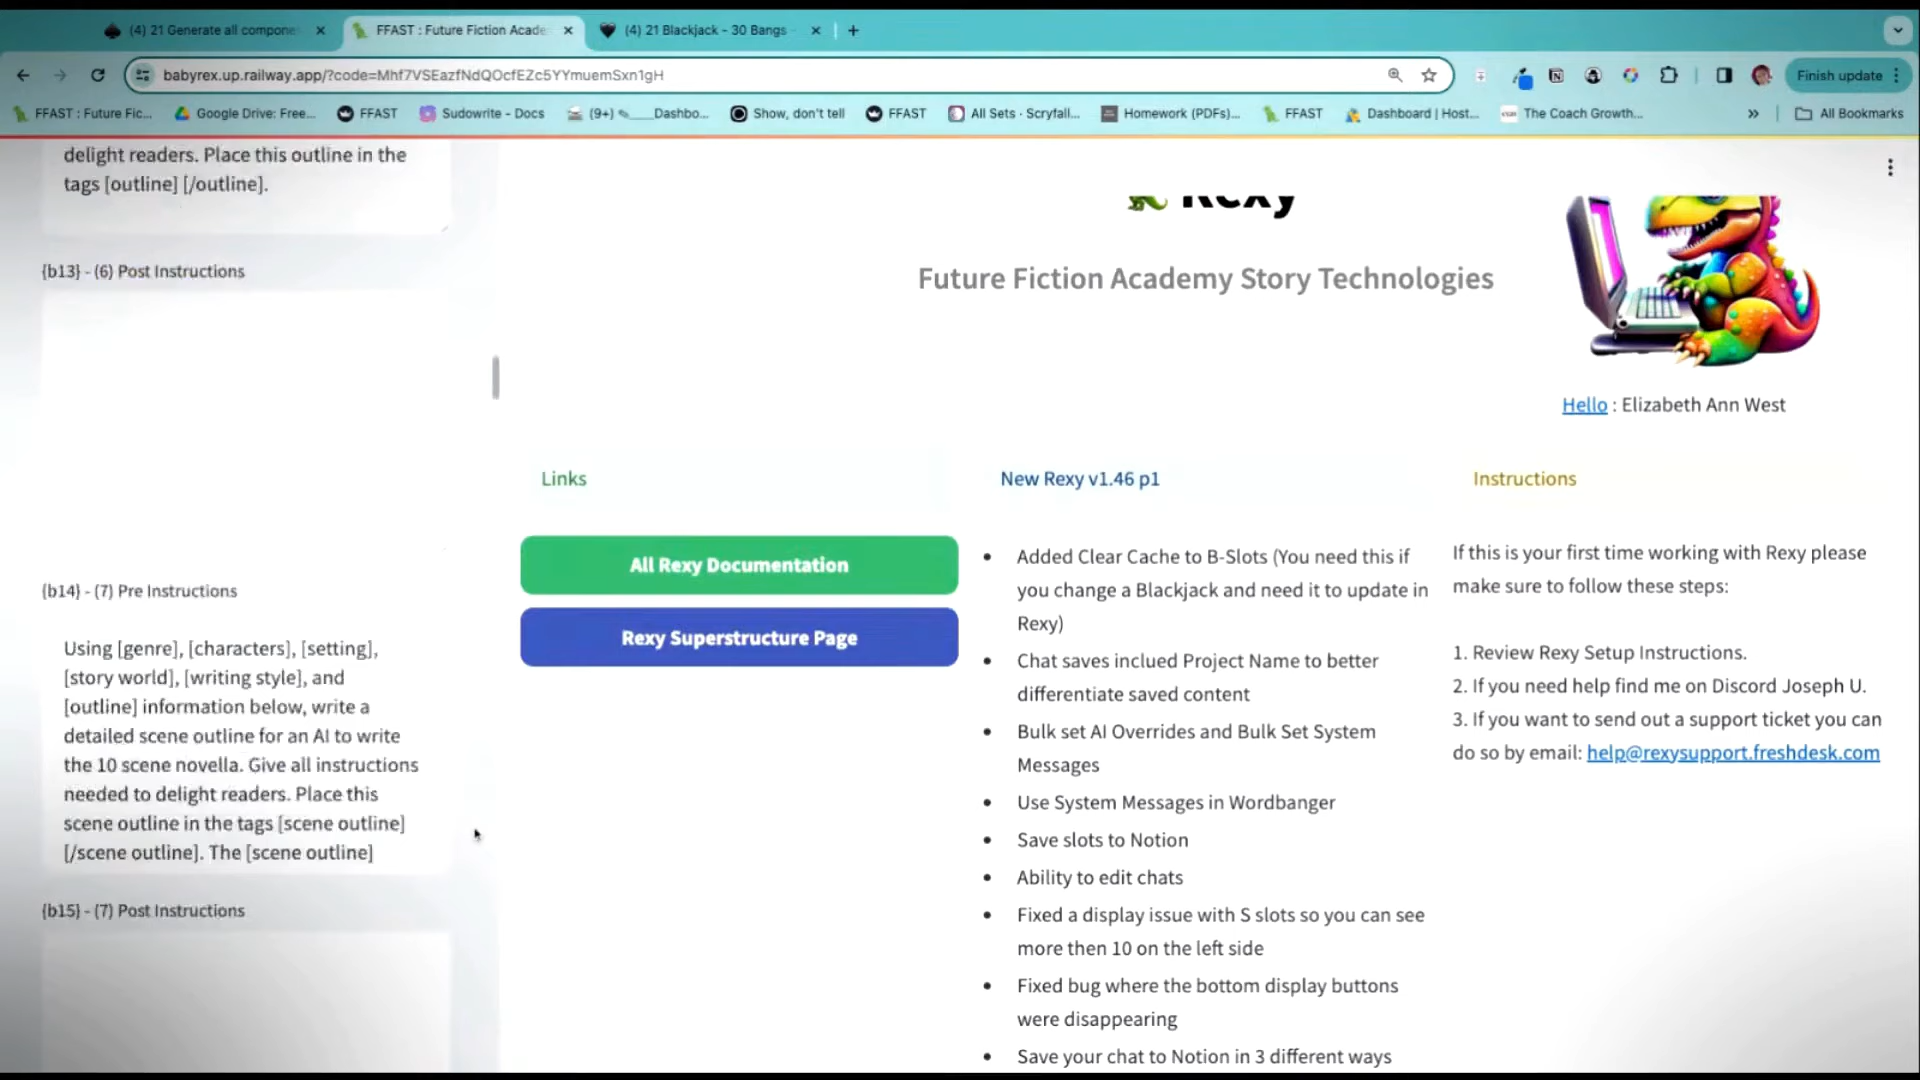 (4) 21 Generate all compone
FFAST : Future Fiction Acade
(4) 21 Blackjack - 30 Bangs
babyrex.up.railway.app/?code=Mhf7VSEazfNdQOcfEZc5YYmuemSxn1gH
Finish update
FFAST : Future Fic...
Google Drive: Free...
FFAST
Sudowrite - Docs
(9+) ✎____Dashbo...
Show, don't tell
FFAST
All Sets · Scryfall...
Homework (PDFs)...
FFAST
Dashboard | Host...
The Coach Growth...
»
All Bookmarks
delight readers. Place this outline in the
tags [outline] [/outline].
{b13} - (6) Post Instructions
{b14} - (7) Pre Instructions
Using [genre], [characters], [setting],
[story world], [writing style], and
[outline] information below, write a
detailed scene outline for an AI to write
the 10 scene novella. Give all instructions
needed to delight readers. Place this
scene outline in the tags [scene outline]
[/scene outline]. The [scene outline]
{b15} - (7) Post Instructions
Rexy
Future Fiction Academy Story Technologies
Hello : Elizabeth Ann West
Links
All Rexy Documentation
Rexy Superstructure Page
New Rexy v1.46 p1
• Added Clear Cache to B-Slots (You need this if
you change a Blackjack and need it to update in
Rexy)
• Chat saves inclued Project Name to better
differentiate saved content
• Bulk set AI Overrides and Bulk Set System
Messages
• Use System Messages in Wordbanger
• Save slots to Notion
• Ability to edit chats
• Fixed a display issue with S slots so you can see
more then 10 on the left side
• Fixed bug where the bottom display buttons
were disappearing
• Save your chat to Notion in 3 different ways
Instructions
If this is your first time working with Rexy please
make sure to follow these steps:
1. Review Rexy Setup Instructions.
2. If you need help find me on Discord Joseph U.
3. If you want to send out a support ticket you can
do so by email: help@rexysupport.freshdesk.com